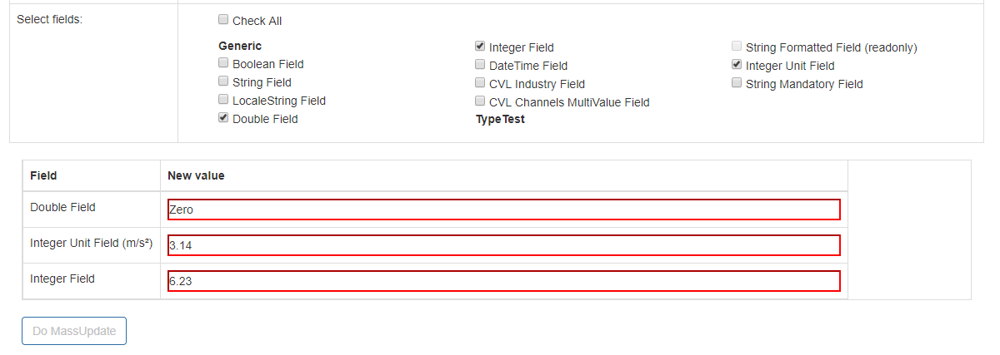 Select fields:
Check All
Generic
Boolean Field
String Field
LocaleString Field
Double Field
Integer Field
DateTime Field
CVL Industry Field
CVL Channels MultiValue Field
TypeTest
String Formatted Field (readonly)
Integer Unit Field
String Mandatory Field
Field New value
Double Field Zero
Integer Unit Field (m/s²) 3.14
Integer Field 6.23
Do MassUpdate